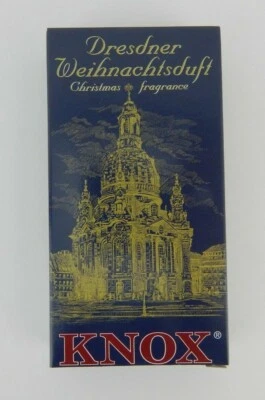 Dresdner
Weihnachtsduft
Christmas fragrance
KNOX®